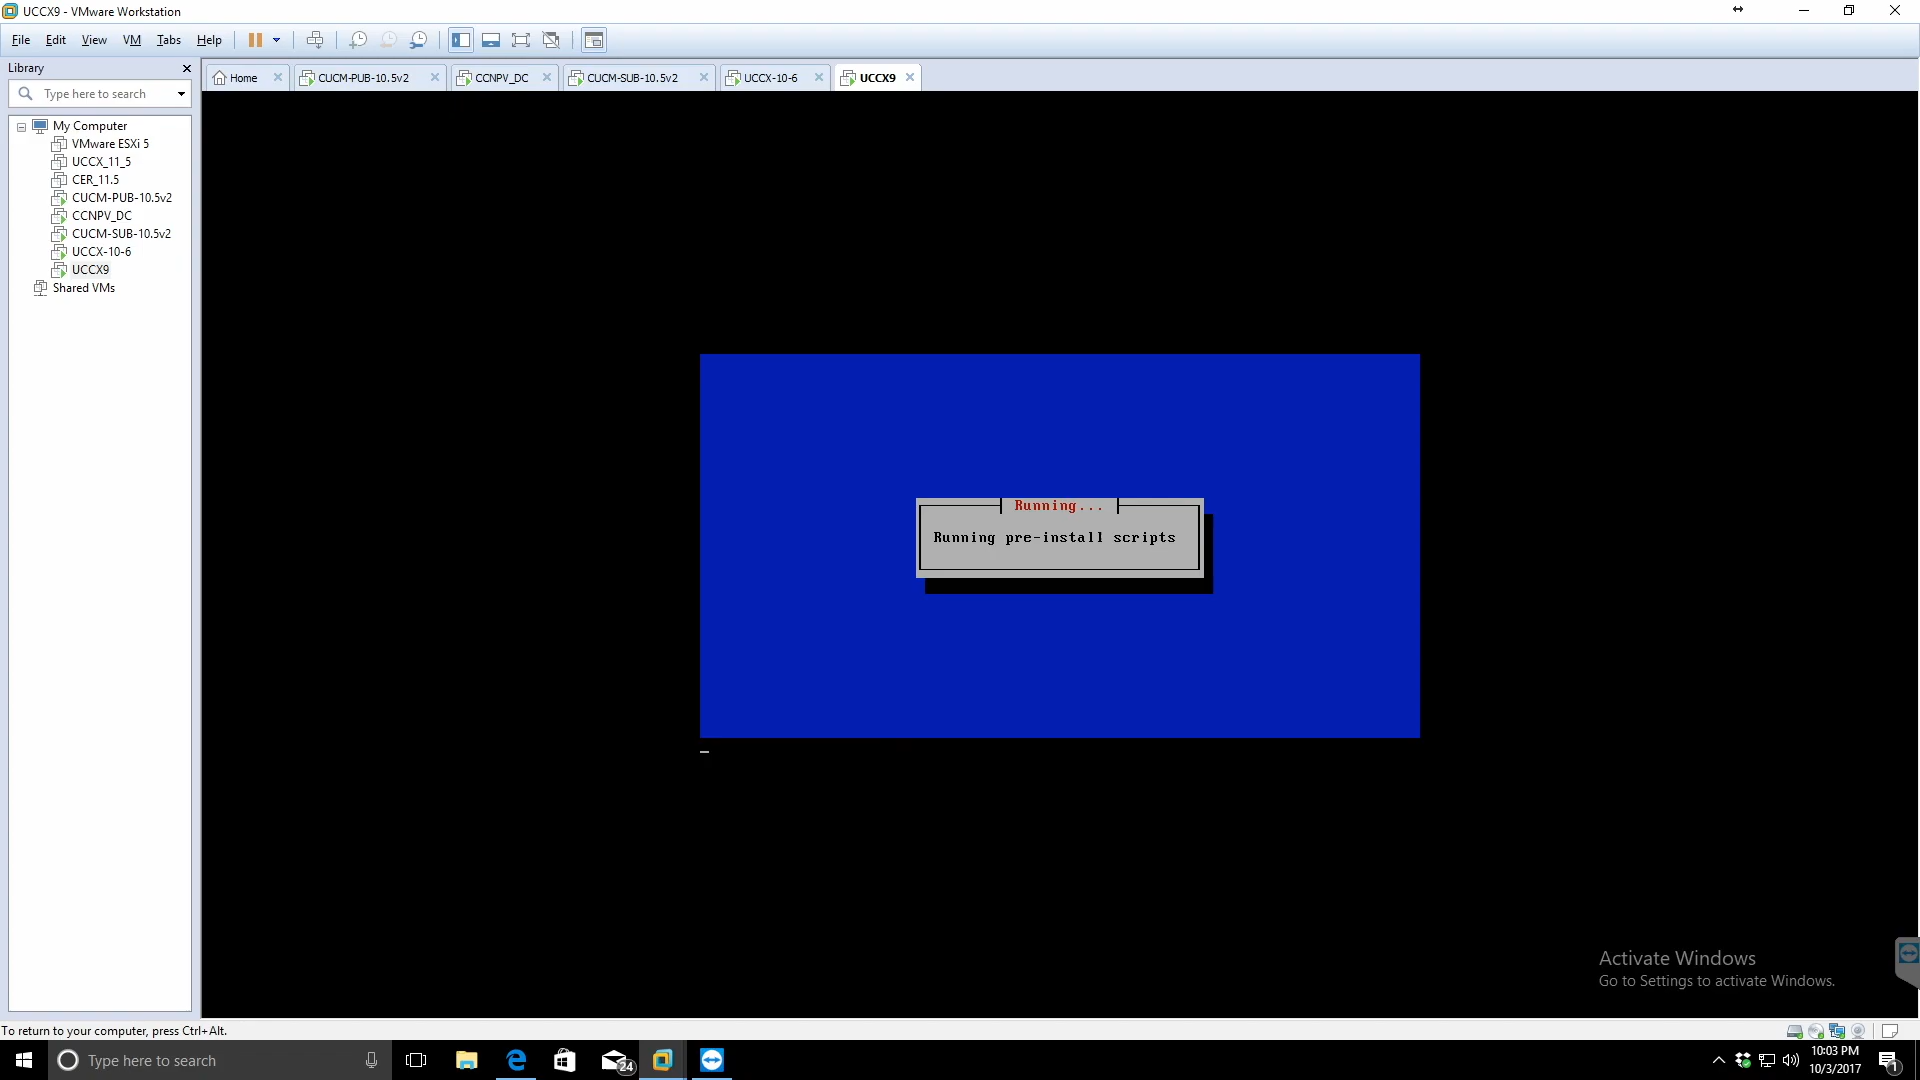 UCCX9 - VMware Workstation
File Edit View VM Tabs Help
Library
Type here to search
Home CUCM-PUB-10.5v2 CCNPV_DC CUCM-SUB-10.5v2 UCCX-10-6 UCCX9
My Computer
VMware ESXi 5
UCCX_11_5
CER_11.5
CUCM-PUB-10.5v2
CCNPV_DC
CUCM-SUB-10.5v2
UCCX-10-6
UCCX9
Shared VMs
Running...
Running pre-install scripts
Activate Windows
Go to Settings to activate Windows.
To return to your computer, press Ctrl+Alt.
Type here to search
24
10:03 PM
10/3/2017
1